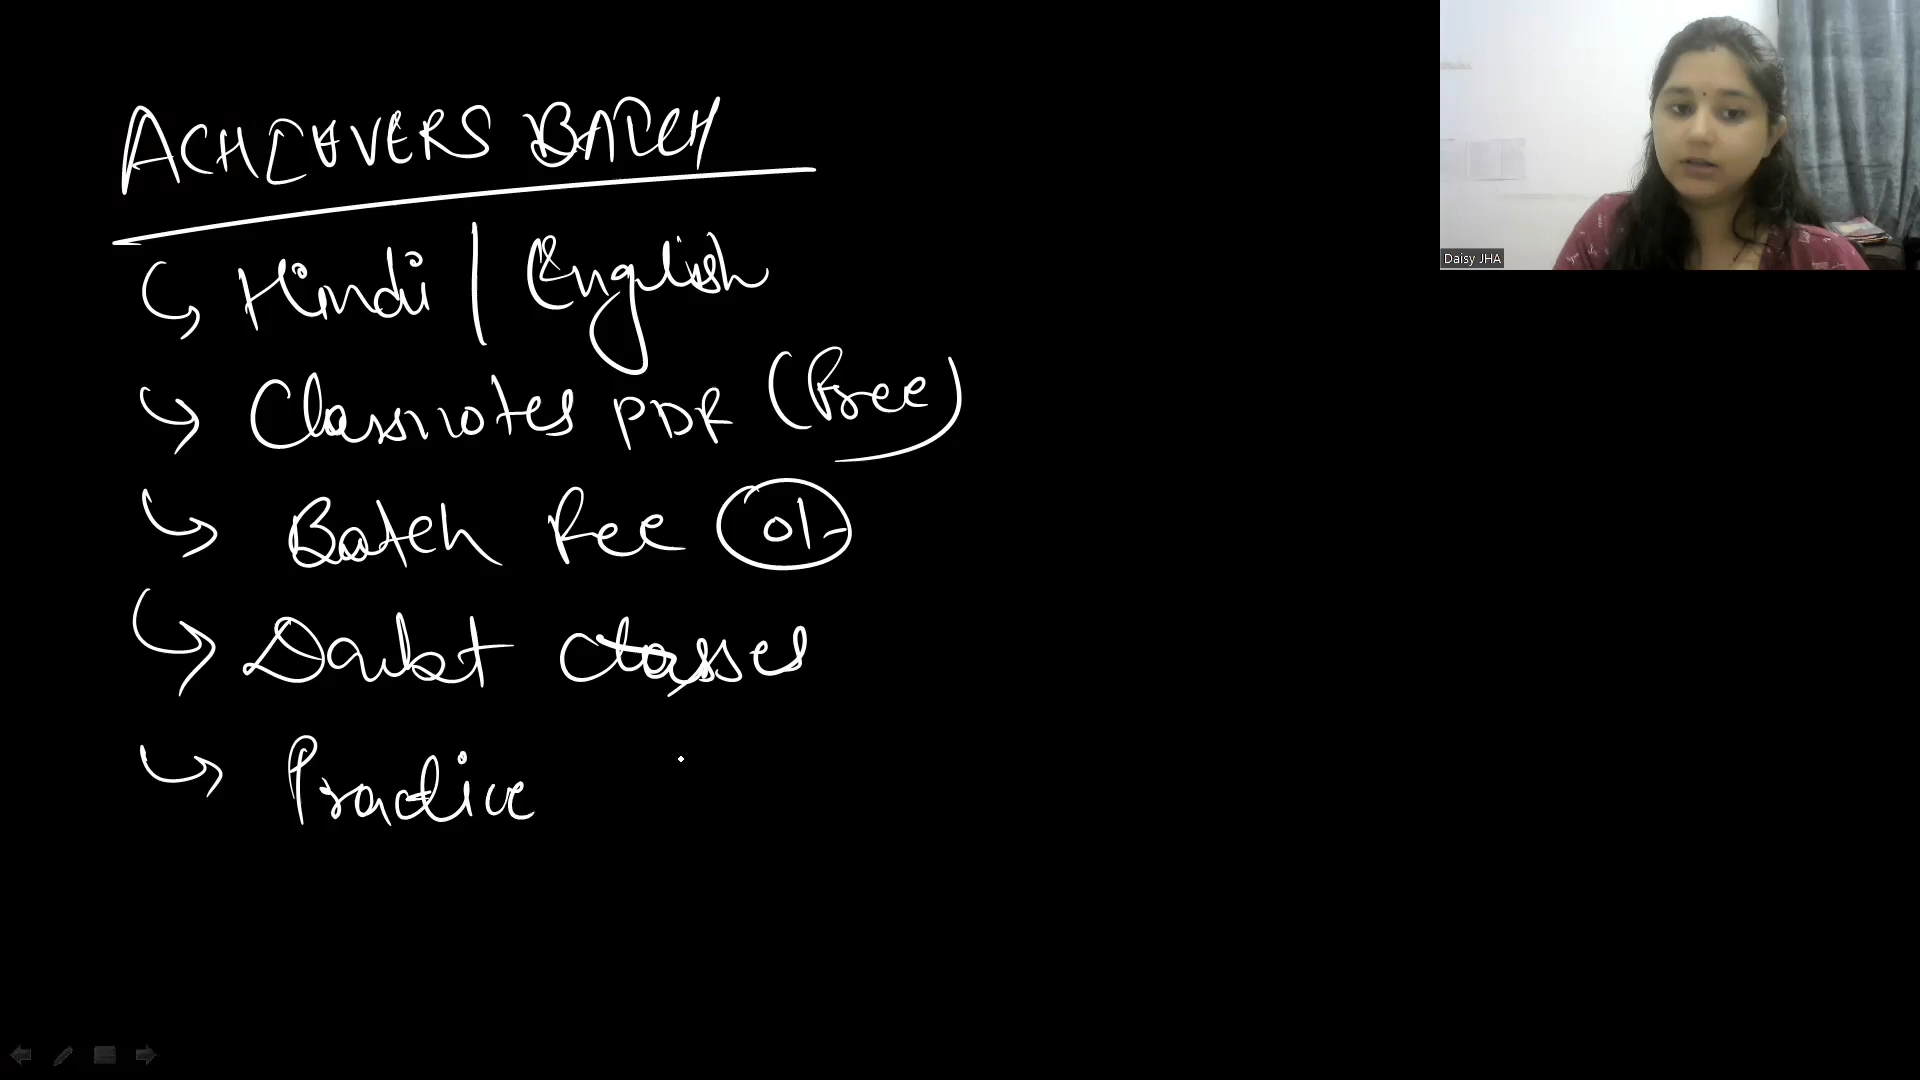 ACHIEVERS BATCH
Hindi | English
Classnotes PDF (Free)
Batch Fee 0/-
Doubt classes
Practice
Daisy JHA